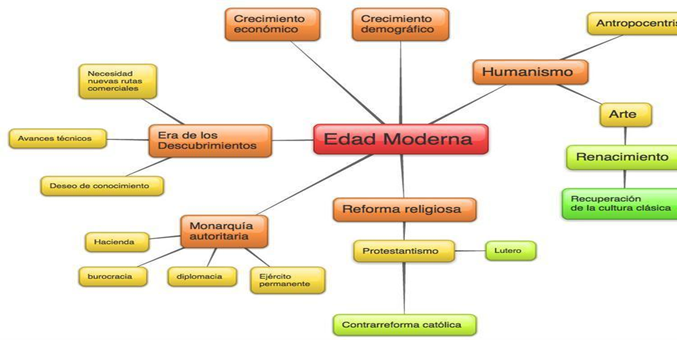 Crecimiento
económico
Crecimiento
demográfico
Antropocentris
Humanismo
Necesidad
nuevas rutas
comerciales
Arte
Avances técnicos
Era de los
Descubrimientos
Edad Moderna
Renacimiento
Deseo de conocimiento
Recuperación
de la cultura clásica
Reforma religiosa
Monarquía
autoritaria
Hacienda
Protestantismo
Lutero
burocracia
diplomacia
Ejército
permanente
Contrarreforma católica